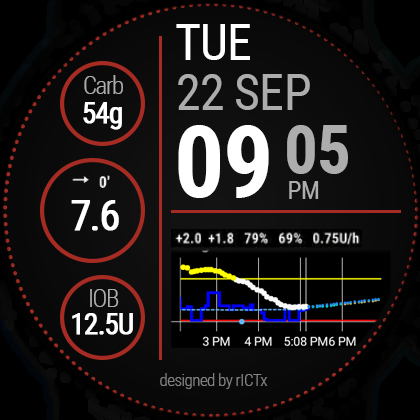 TUE
22 SEP
09 05
PM
Carb
54g
→ 0'
7.6
IOB
12.5U
+2.0 +1.8 79% 69% 0.75U/h
3 PM 4 PM 5:08 PM 6 PM
designed by rICTx